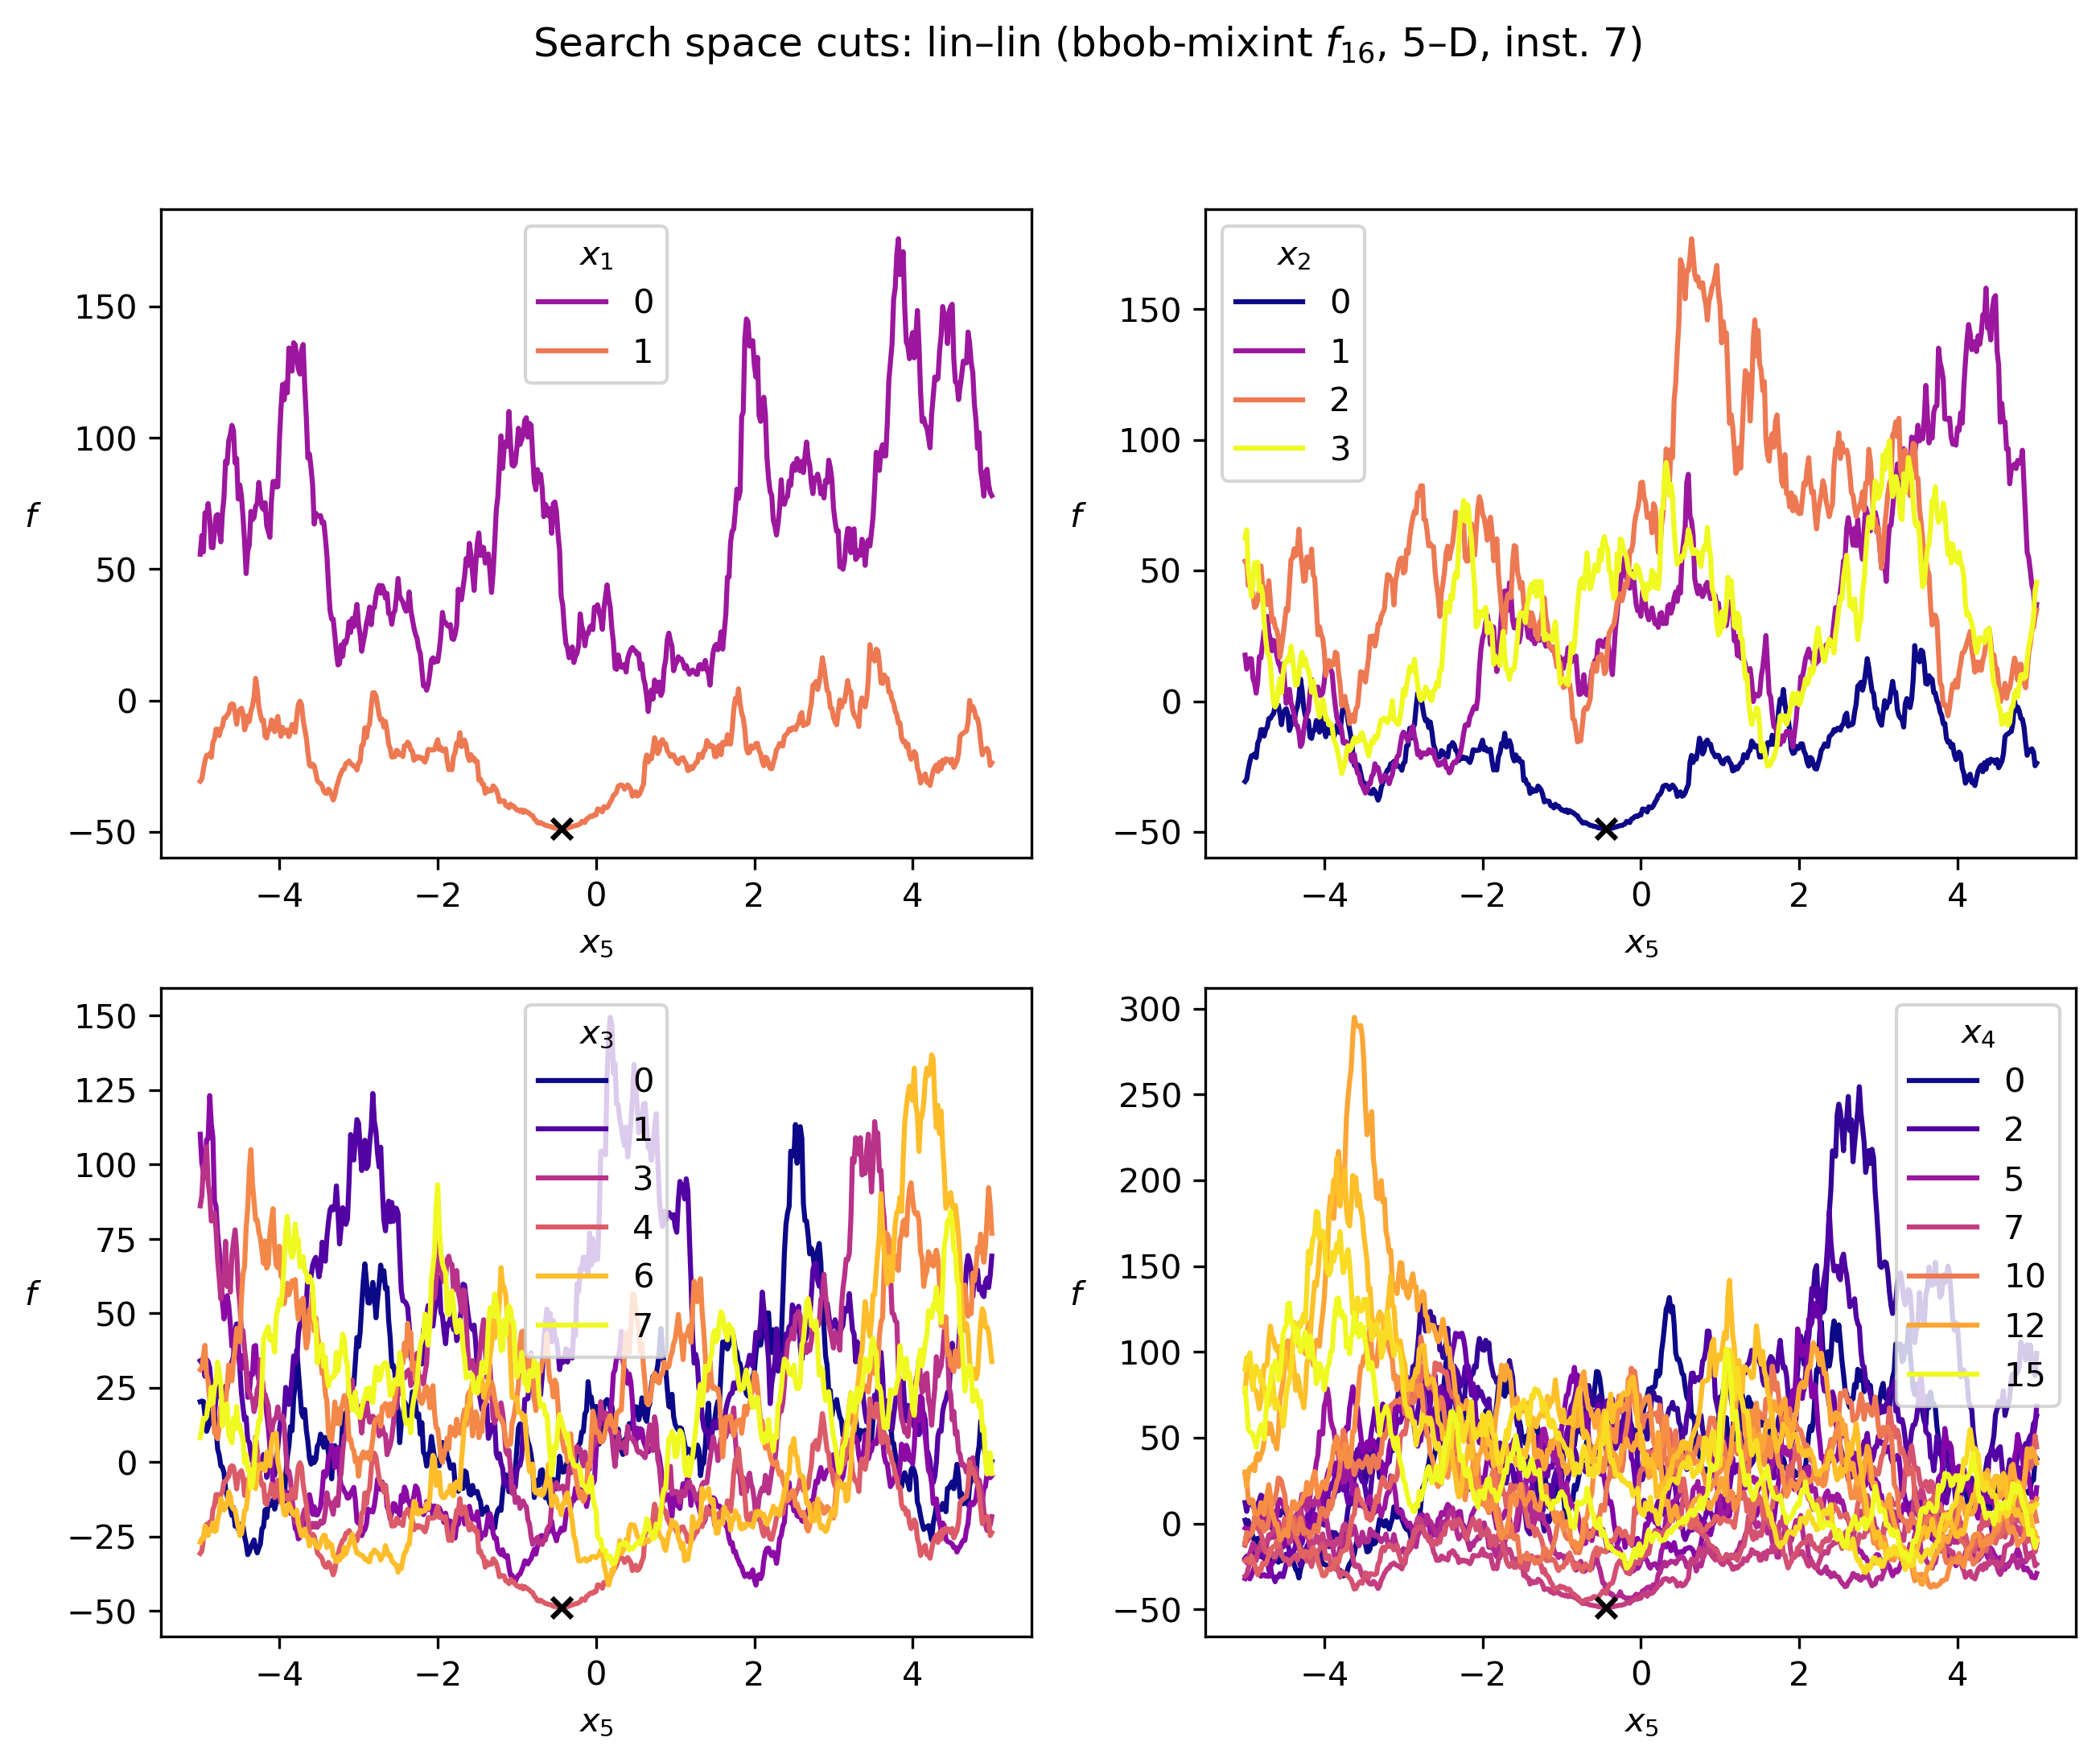 Search space cuts: lin–lin (bbob-mixint f₁₆, 5–D, inst. 7)
x₁
0
1
150
100
50
0
−50
f
−4 −2 0 2 4
x₅
x₂
0
1
2
3
150
100
50
0
−50
f
−4 −2 0 2 4
x₅
x₃
0
1
3
4
6
7
150
125
100
75
50
25
0
−25
−50
f
−4 −2 0 2 4
x₅
x₄
0
2
5
7
10
12
15
300
250
200
150
100
50
0
−50
f
−4 −2 0 2 4
x₅